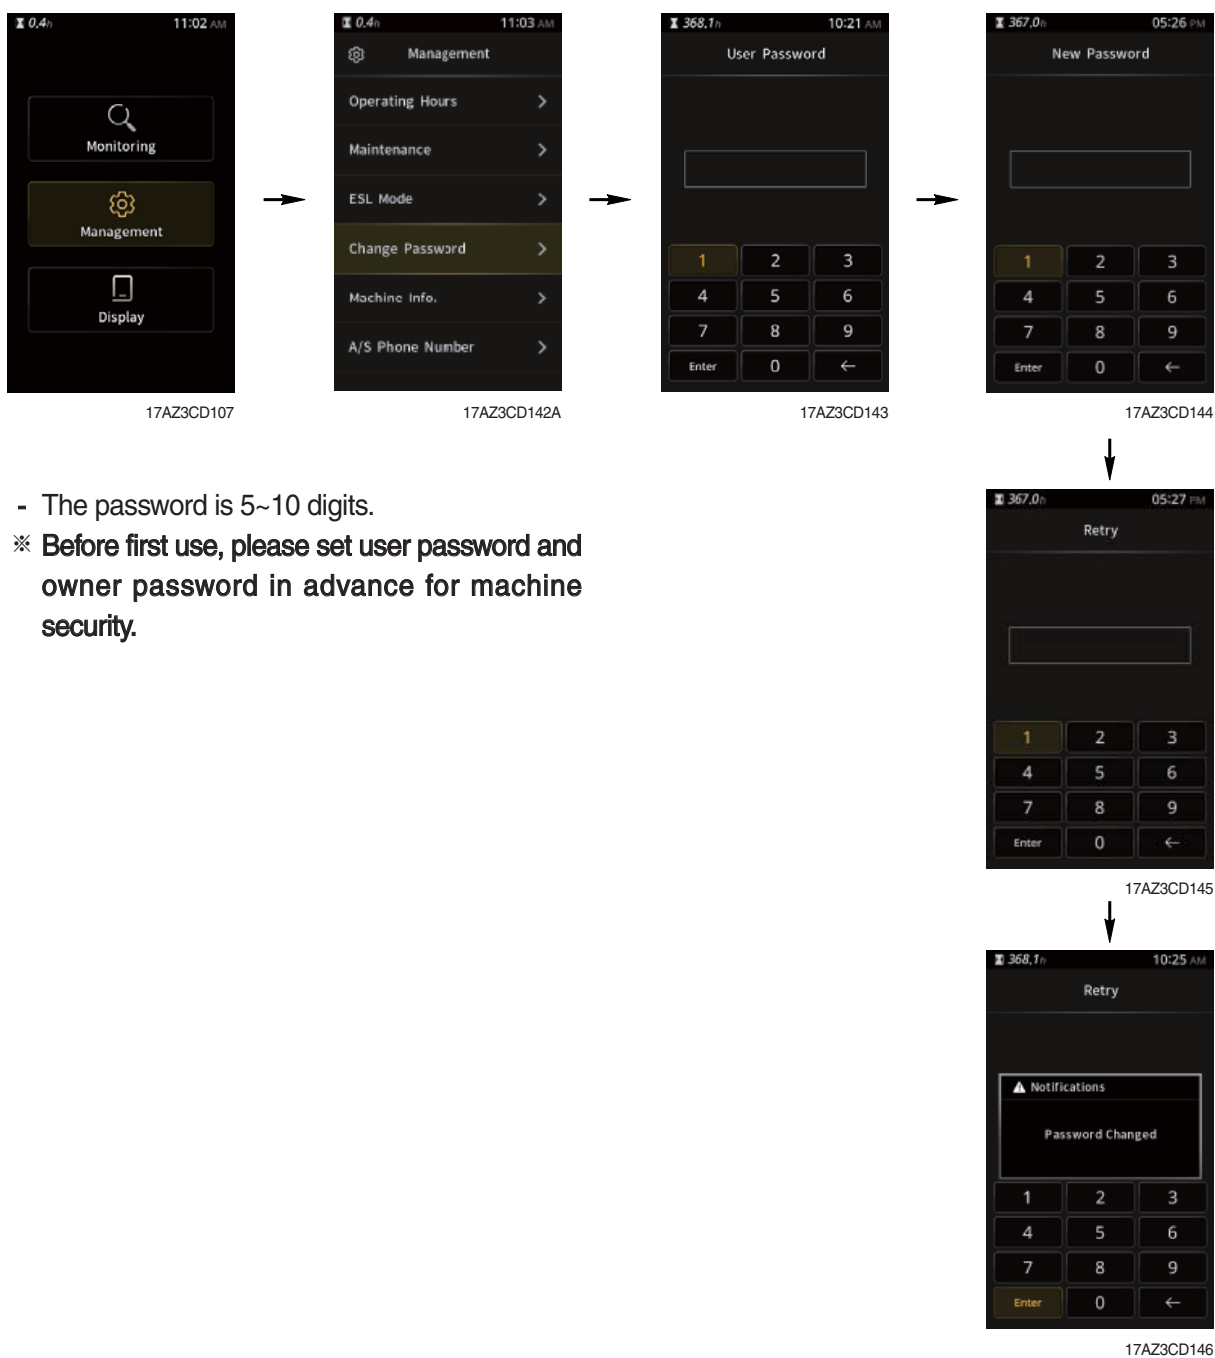 0.4h 11:02 AM
Monitoring
Management
Display
17AZ3CD107
0.4h 11:03 AM
Management
Operating Hours
Maintenance
ESL Mode
Change Password
Machine Info.
A/S Phone Number
17AZ3CD142A
368.1h 10:21 AM
User Password
1 2 3
4 5 6
7 8 9
Enter 0 ←
17AZ3CD143
367.0h 05:26 PM
New Password
1 2 3
4 5 6
7 8 9
Enter 0 ←
17AZ3CD144
- The password is 5~10 digits.
※ Before first use, please set user password and
owner password in advance for machine
security.
367.0h 05:27 PM
Retry
1 2 3
4 5 6
7 8 9
Enter 0 ←
17AZ3CD145
368.1h 10:25 AM
Retry
Notifications
Password Changed
1 2 3
4 5 6
7 8 9
Enter 0 ←
17AZ3CD146